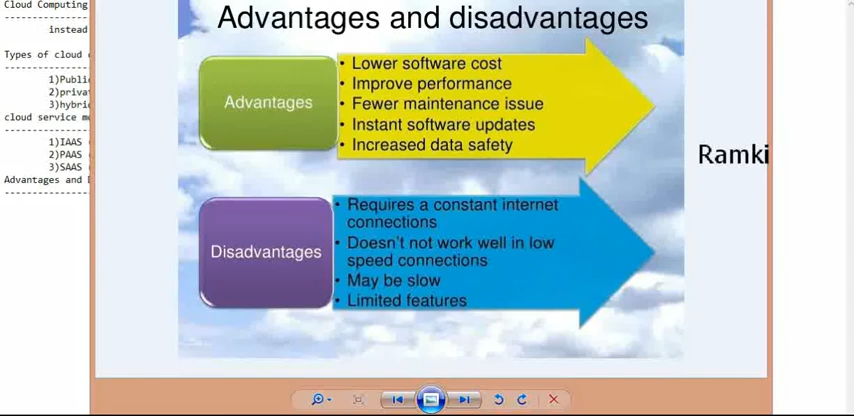 Cloud Computing
instead
Types of cloud
1)Publi
2)priva
3)hybri
cloud service m
1)IAAS
2)PAAS
3)SAAS
Advantages and
Advantages and disadvantages
Advantages
• Lower software cost
• Improve performance
• Fewer maintenance issue
• Instant software updates
• Increased data safety
Ramki
Disadvantages
• Requires a constant internet
connections
• Doesn't not work well in low
speed connections
• May be slow
• Limited features